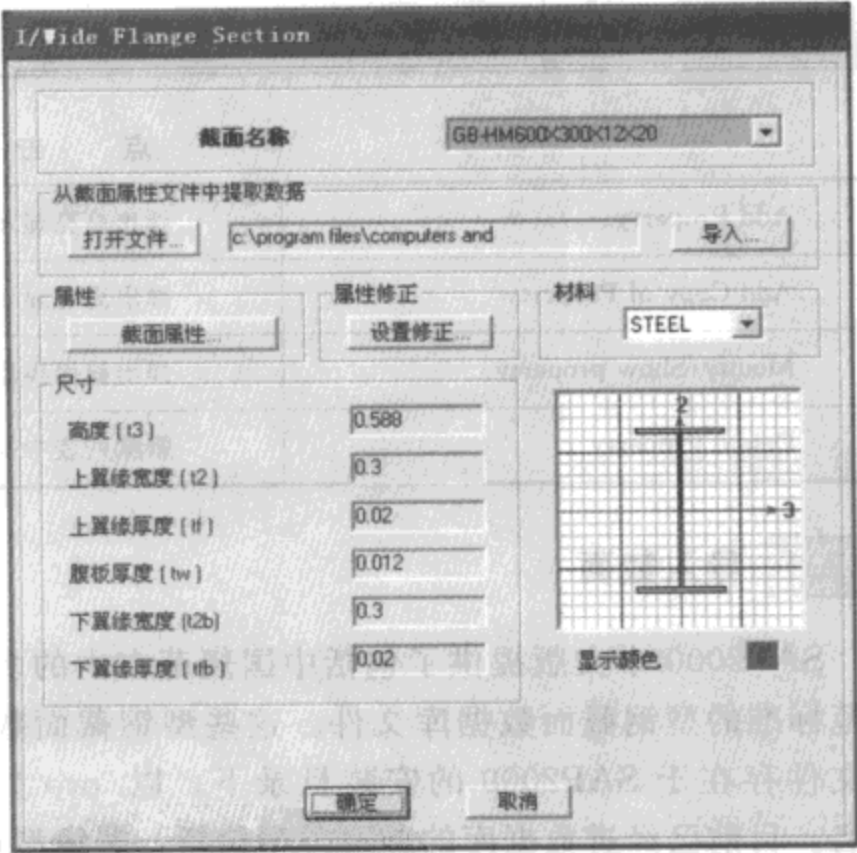 I/Wide Flange Section
截面名称 GB-HM600X300X12X20
从截面属性文件中提取数据
打开文件... c:\program files\computers and 导入...
属性 属性修正 材料
截面属性... 设置修正... STEEL
尺寸
高度 ( t3 ) 0.588
上翼缘宽度 ( t2 ) 0.3
上翼缘厚度 ( tf ) 0.02
腹板厚度 ( tw ) 0.012
下翼缘宽度 (t2b) 0.3
下翼缘厚度 ( tfb ) 0.02
2
3
显示颜色
确定 取消